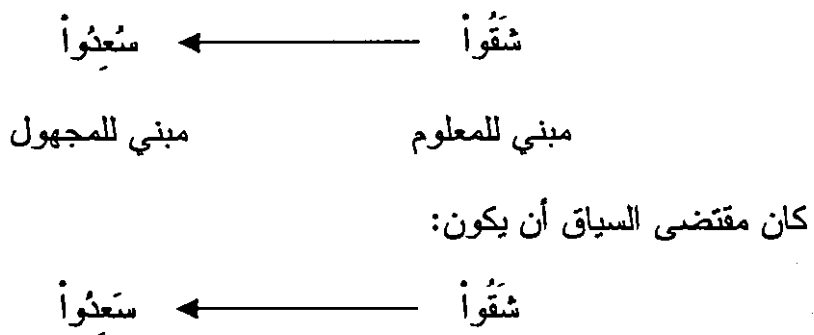 شَقُواْ ← سُعِدُواْ
مبني للمعلوم مبني للمجهول
كان مقتضى السياق أن يكون:
شَقُواْ ← سَعِدُواْ